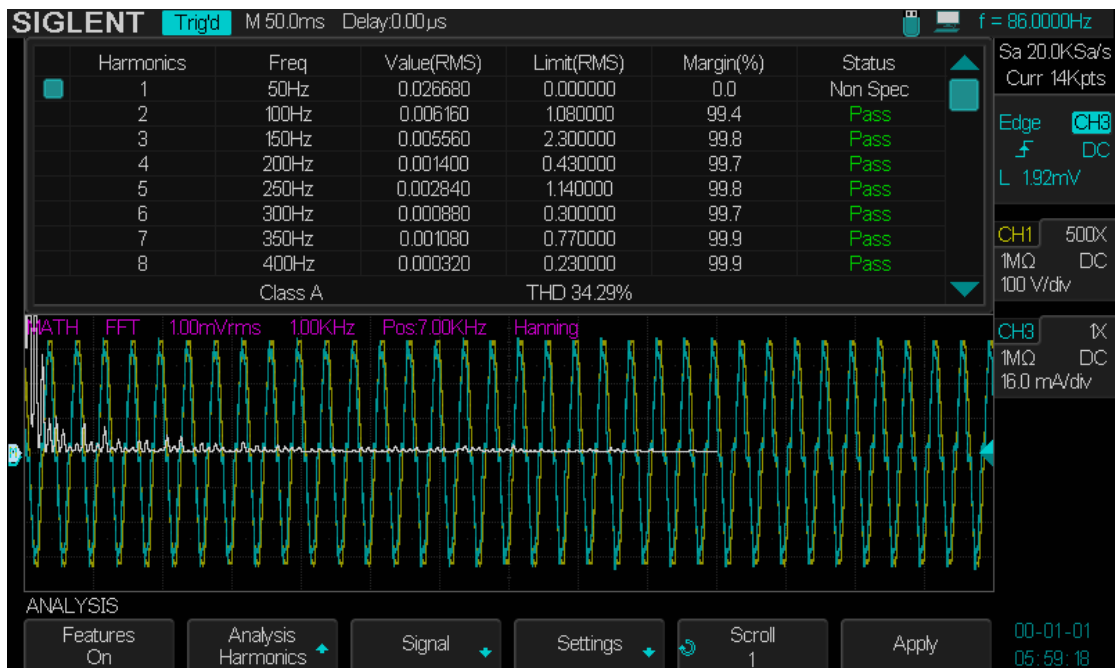 SIGLENT Trig'd M 50.0ms Delay:0.00µs f = 86.0000Hz
Sa 20.0KSa/s
Curr 14Kpts
Harmonics Freq Value(RMS) Limit(RMS) Margin(%) Status
1 50Hz 0.026680 0.000000 0.0 Non Spec
2 100Hz 0.006160 1.080000 99.4 Pass
3 150Hz 0.005560 2.300000 99.8 Pass
4 200Hz 0.001400 0.430000 99.7 Pass
5 250Hz 0.002840 1.140000 99.8 Pass
6 300Hz 0.000880 0.300000 99.7 Pass
7 350Hz 0.001080 0.770000 99.9 Pass
8 400Hz 0.000320 0.230000 99.9 Pass
Class A THD 34.29%
Edge CH3
DC
L 1.92mV
CH1 500X
1MΩ DC
100 V/div
CH3 1X
1MΩ DC
16.0 mA/div
MATH FFT 1.00mVrms 1.00KHz Pos:7.00KHz Hanning
ANALYSIS
Features
On
Analysis
Harmonics
Signal
Settings
Scroll
1
Apply
00-01-01
05:59:18